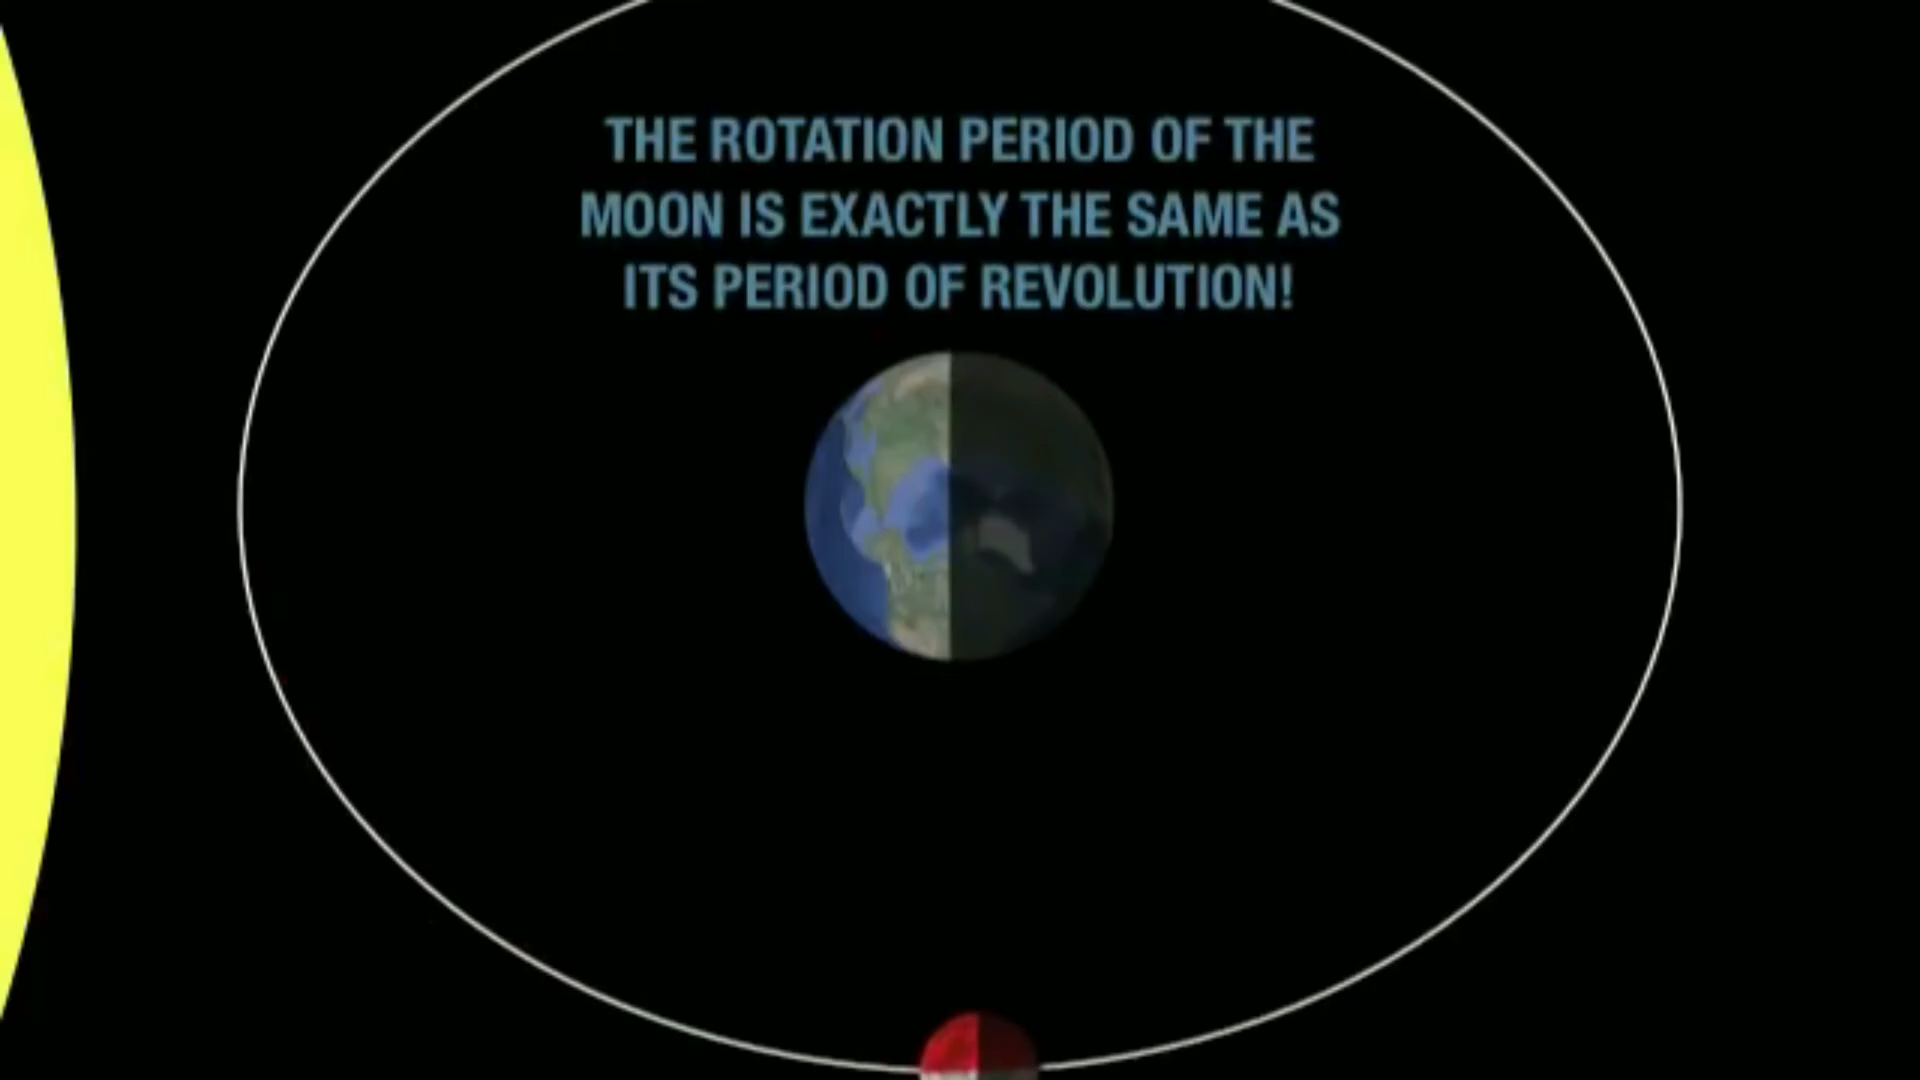 THE ROTATION PERIOD OF THE
MOON IS EXACTLY THE SAME AS
ITS PERIOD OF REVOLUTION!